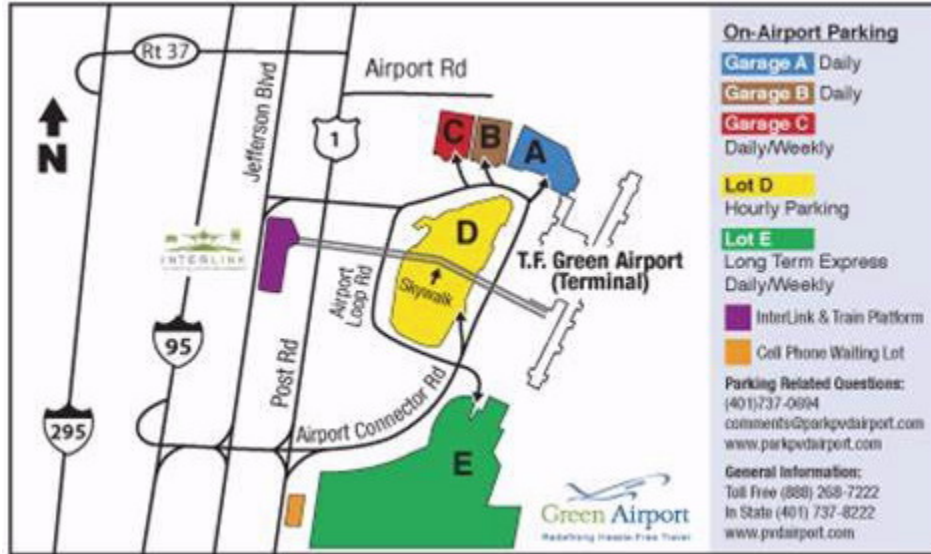 Rt 37
Airport Rd
N
Jefferson Blvd
1
C
B
A
D
Skywalk
T.F. Green Airport
(Terminal)
INTERLINK
Airport
Loop Rd
95
295
Post Rd
Airport Connector Rd
E
Green Airport
Redefining Hassle-Free Travel
On-Airport Parking
Garage A Daily
Garage B Daily
Garage C
Daily/Weekly
Lot D
Hourly Parking
Lot E
Long Term Express
Daily/Weekly
InterLink & Train Platform
Cell Phone Waiting Lot
Parking Related Questions:
(401)737-0694
comments@parkpvdairport.com
www.parkpvdairport.com
General Information:
Toll Free (888) 268-7222
In State (401) 737-8222
www.pvdairport.com